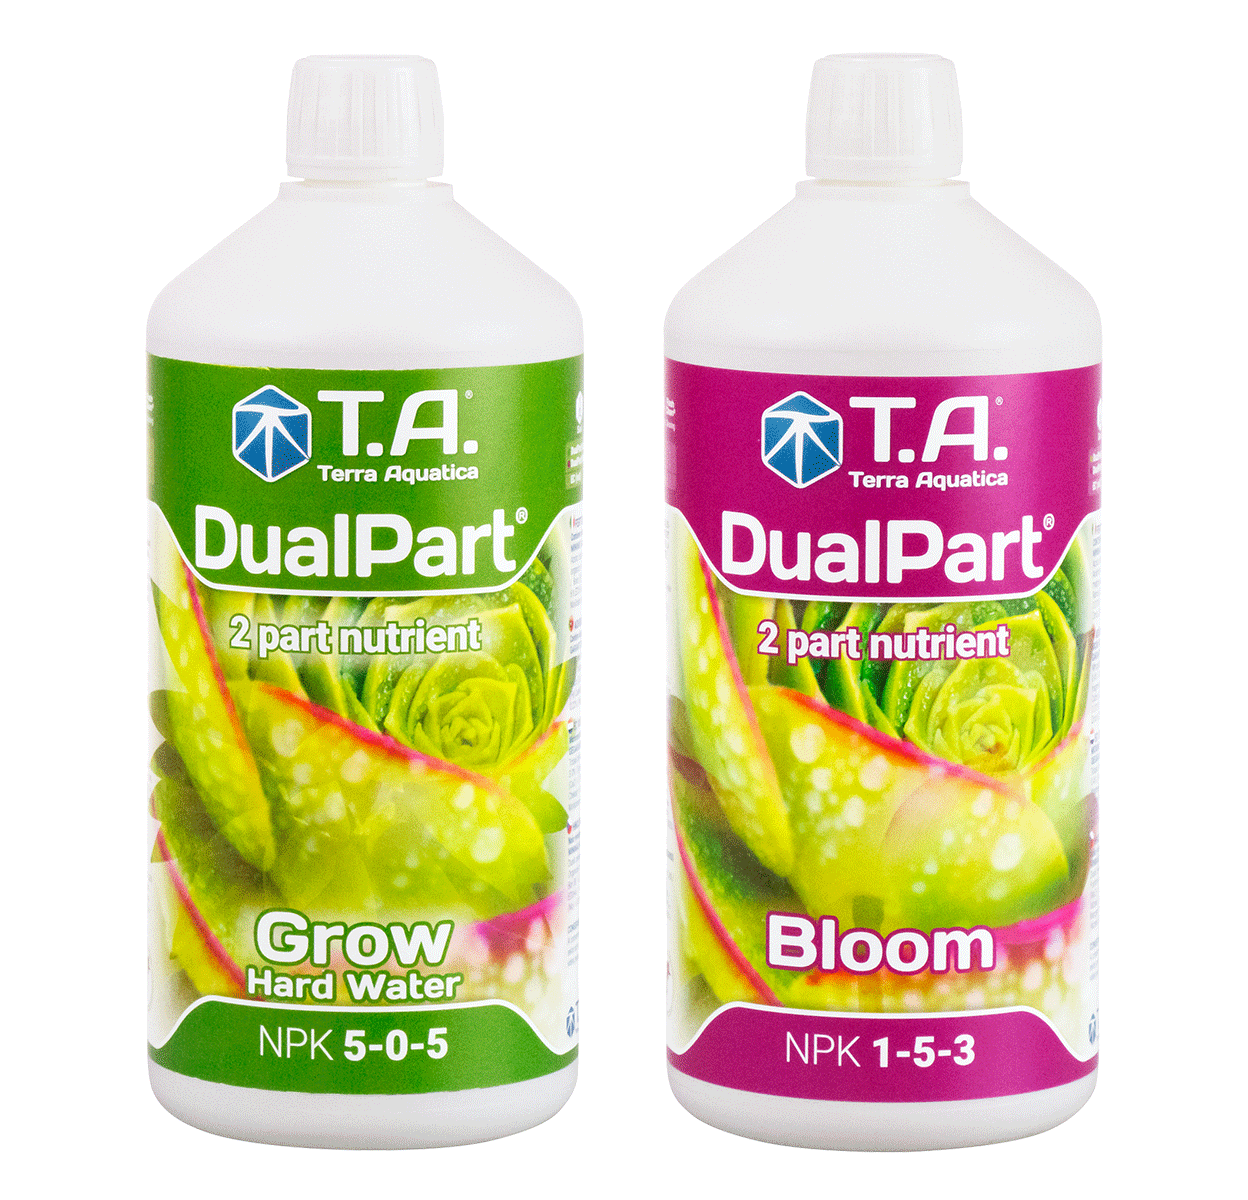 T.A.®
Terra Aquatica
DualPart®
2 part nutrient
Grow
Hard Water
NPK 5-0-5
T.A.®
Terra Aquatica
DualPart®
2 part nutrient
Bloom
NPK 1-5-3